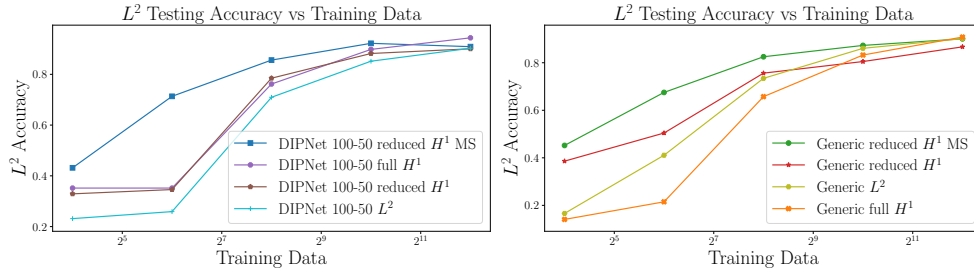 L² Testing Accuracy vs Training Data
L² Accuracy
0.8
0.6
0.4
0.2
DIPNet 100-50 reduced H¹ MS
DIPNet 100-50 full H¹
DIPNet 100-50 reduced H¹
DIPNet 100-50 L²
2⁵ 2⁷ 2⁹ 2¹¹
Training Data
L² Testing Accuracy vs Training Data
L² Accuracy
0.8
0.6
0.4
0.2
Generic reduced H¹ MS
Generic reduced H¹
Generic L²
Generic full H¹
2⁵ 2⁷ 2⁹ 2¹¹
Training Data